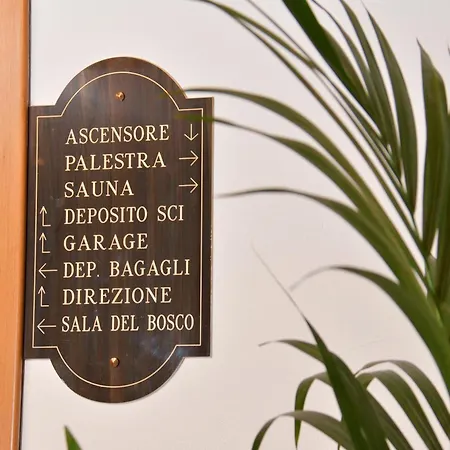 ASCENSORE ↓
PALESTRA →
SAUNA →
↑ DEPOSITO SCI
↑ GARAGE
← DEP. BAGAGLI
↑ DIREZIONE
← SALA DEL BOSCO